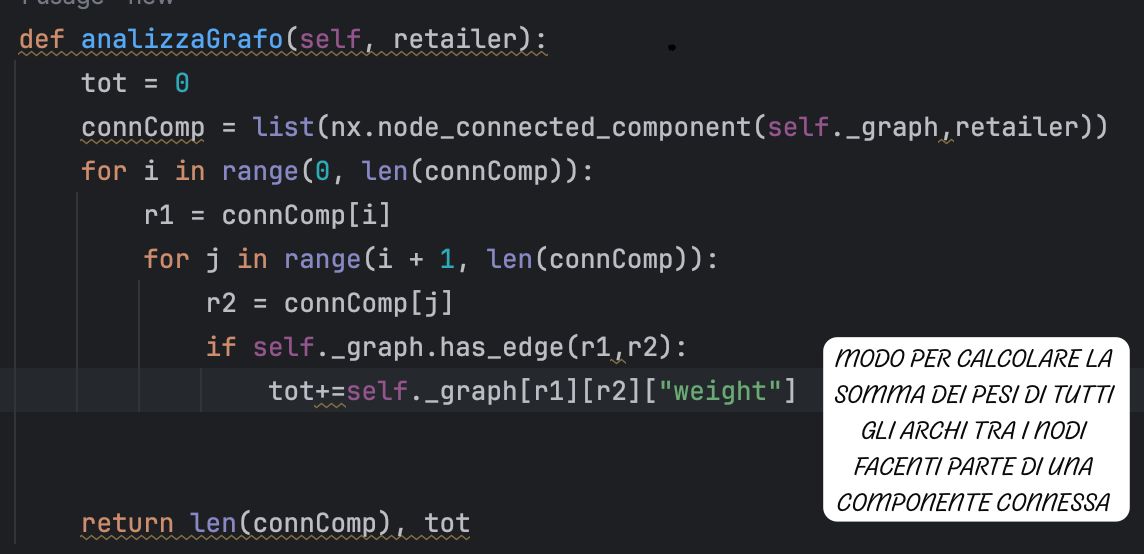 def analizzaGrafo(self, retailer):
tot = 0
connComp = list(nx.node_connected_component(self._graph,retailer))
for i in range(0, len(connComp)):
r1 = connComp[i]
for j in range(i + 1, len(connComp)):
r2 = connComp[j]
if self._graph.has_edge(r1,r2):
tot+=self._graph[r1][r2]["weight"]
return len(connComp), tot
MODO PER CALCOLARE LA
SOMMA DEI PESI DI TUTTI
GLI ARCHI TRA I NODI
FACENTI PARTE DI UNA
COMPONENTE CONNESSA